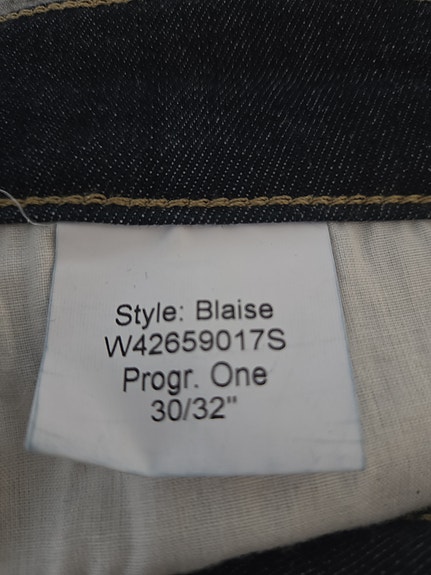 Style: Blaise
W42659017S
Progr. One
30/32"